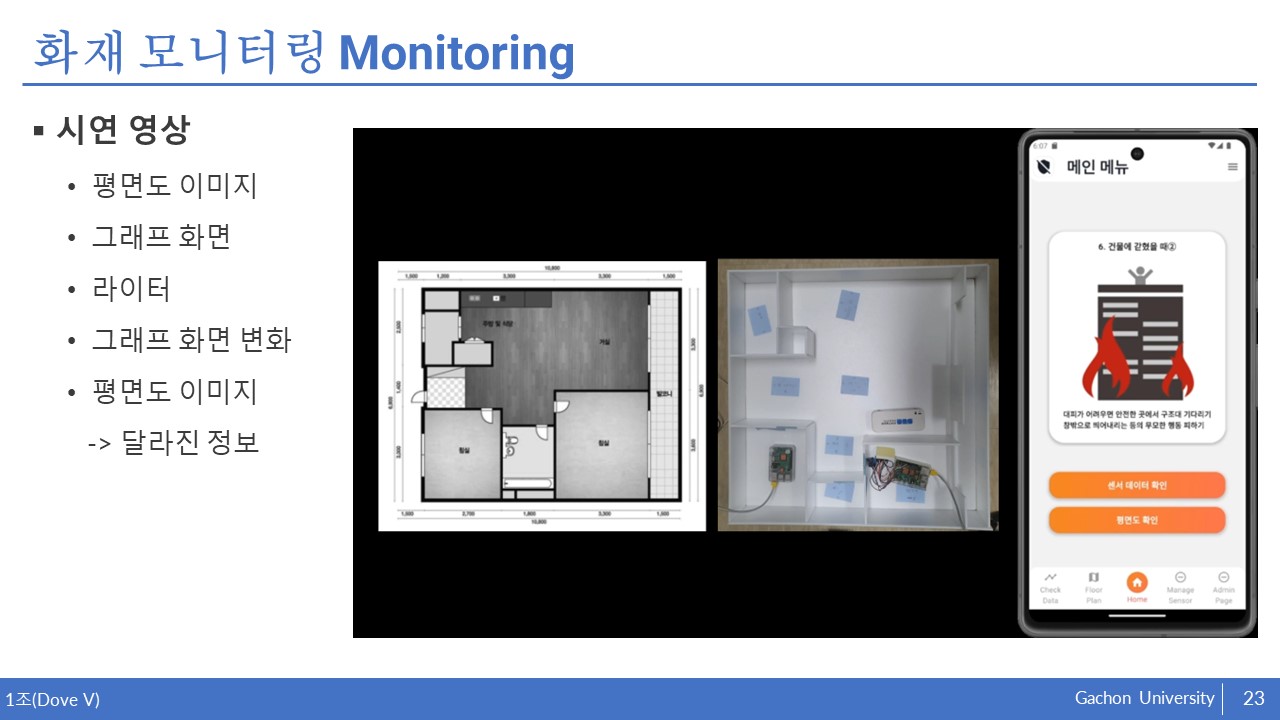 화재 모니터링 Monitoring
▪ 시연 영상
• 평면도 이미지
• 그래프 화면
• 라이터
• 그래프 화면 변화
• 평면도 이미지
-> 달라진 정보
10,800
1,500 1,200 3,300 3,300 1,500
주방 및 식당
거실
발코니
침실
침실
1,500 2,700 1,800 3,300 1,500
10,800
6:07
메인 메뉴
6. 건물에 갇혔을 때②
대피가 어려우면 안전한 곳에서 구조대 기다리기
창밖으로 뛰어내리는 등의 무모한 행동 피하기
센서 데이터 확인
평면도 확인
Check Data
Floor Plan
Home
Manage Sensor
Admin Page
1조(Dove V)
Gachon University 23